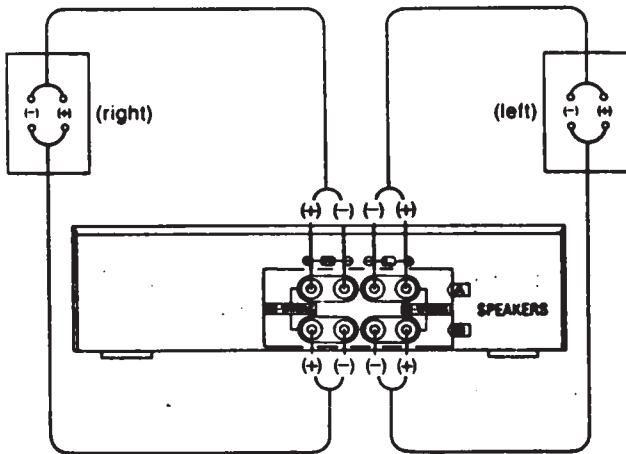 (-) (+) (right)
(left) (-) (+)
(+) (-) (-) (+)
A SPEAKERS
(+) (-) (-) (+)